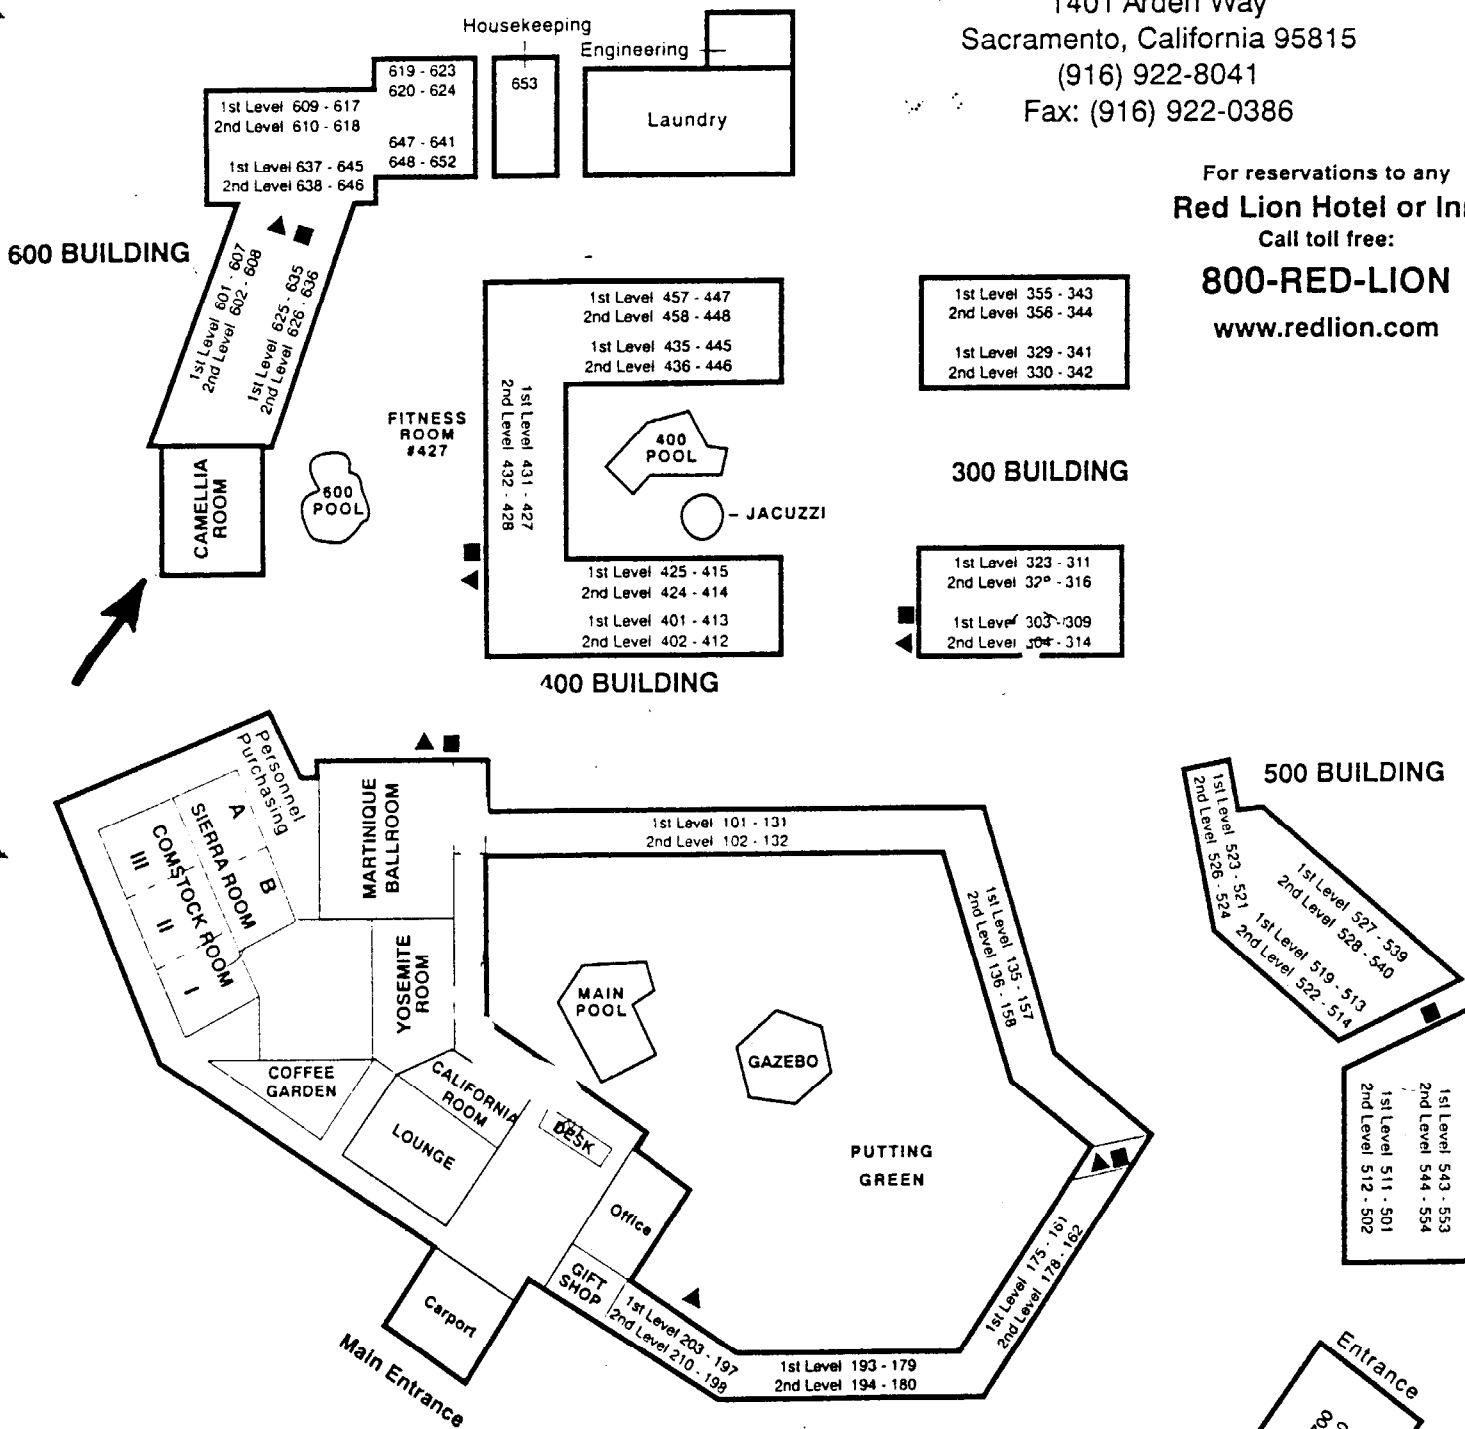 1401 Arden Way
Sacramento, California 95815
(916) 922-8041
Fax: (916) 922-0386
For reservations to any
Red Lion Hotel or
Call toll free:
800-RED-LION
www.redlion.com
Housekeeping
653
Engineering
Laundry
619 - 623
620 - 624
1st Level 609 - 617
2nd Level 610 - 618
647 - 641
648 - 652
1st Level 637 - 645
2nd Level 638 - 646
600 BUILDING
1st Level 601 - 607
2nd Level 602 - 608
1st Level 625 - 635
2nd Level 626 - 636
CAMELLIA
ROOM
600
POOL
FITNESS
ROOM
#427
1st Level 457 - 447
2nd Level 458 - 448
1st Level 435 - 445
2nd Level 436 - 446
1st Level 431 - 427
2nd Level 432 - 428
400
POOL
- JACUZZI
1st Level 425 - 415
2nd Level 424 - 414
1st Level 401 - 413
2nd Level 402 - 412
400 BUILDING
1st Level 355 - 343
2nd Level 356 - 344
1st Level 329 - 341
2nd Level 330 - 342
300 BUILDING
1st Level 323 - 311
2nd Level - 316
1st Level 303 - 309
2nd Level 304 - 314
500 BUILDING
1st Level 523 - 521
2nd Level 526 - 524
1st Level 527 - 539
2nd Level 528 - 540
1st Level 519 - 513
2nd Level 522 - 514
1st Level 543 - 553
2nd Level 544 - 554
1st Level 511 - 501
2nd Level 512 - 502
Personnel
Purchasing
A
B
SIERRA ROOM
COMSTOCK ROOM
III
II
I
MARTINIQUE
BALLROOM
YOSEMITE
ROOM
COFFEE
GARDEN
CALIFORNIA
ROOM
LOUNGE
DESK
Office
GIFT
SHOP
Carport
Main Entrance
1st Level 101 - 131
2nd Level 102 - 132
1st Level 135 - 157
2nd Level 136 - 158
MAIN
POOL
GAZEBO
PUTTING
GREEN
1st Level 175 - 161
2nd Level 178 - 162
1st Level 203 - 197
2nd Level 210 - 198
1st Level 193 - 179
2nd Level 194 - 180
Entrance